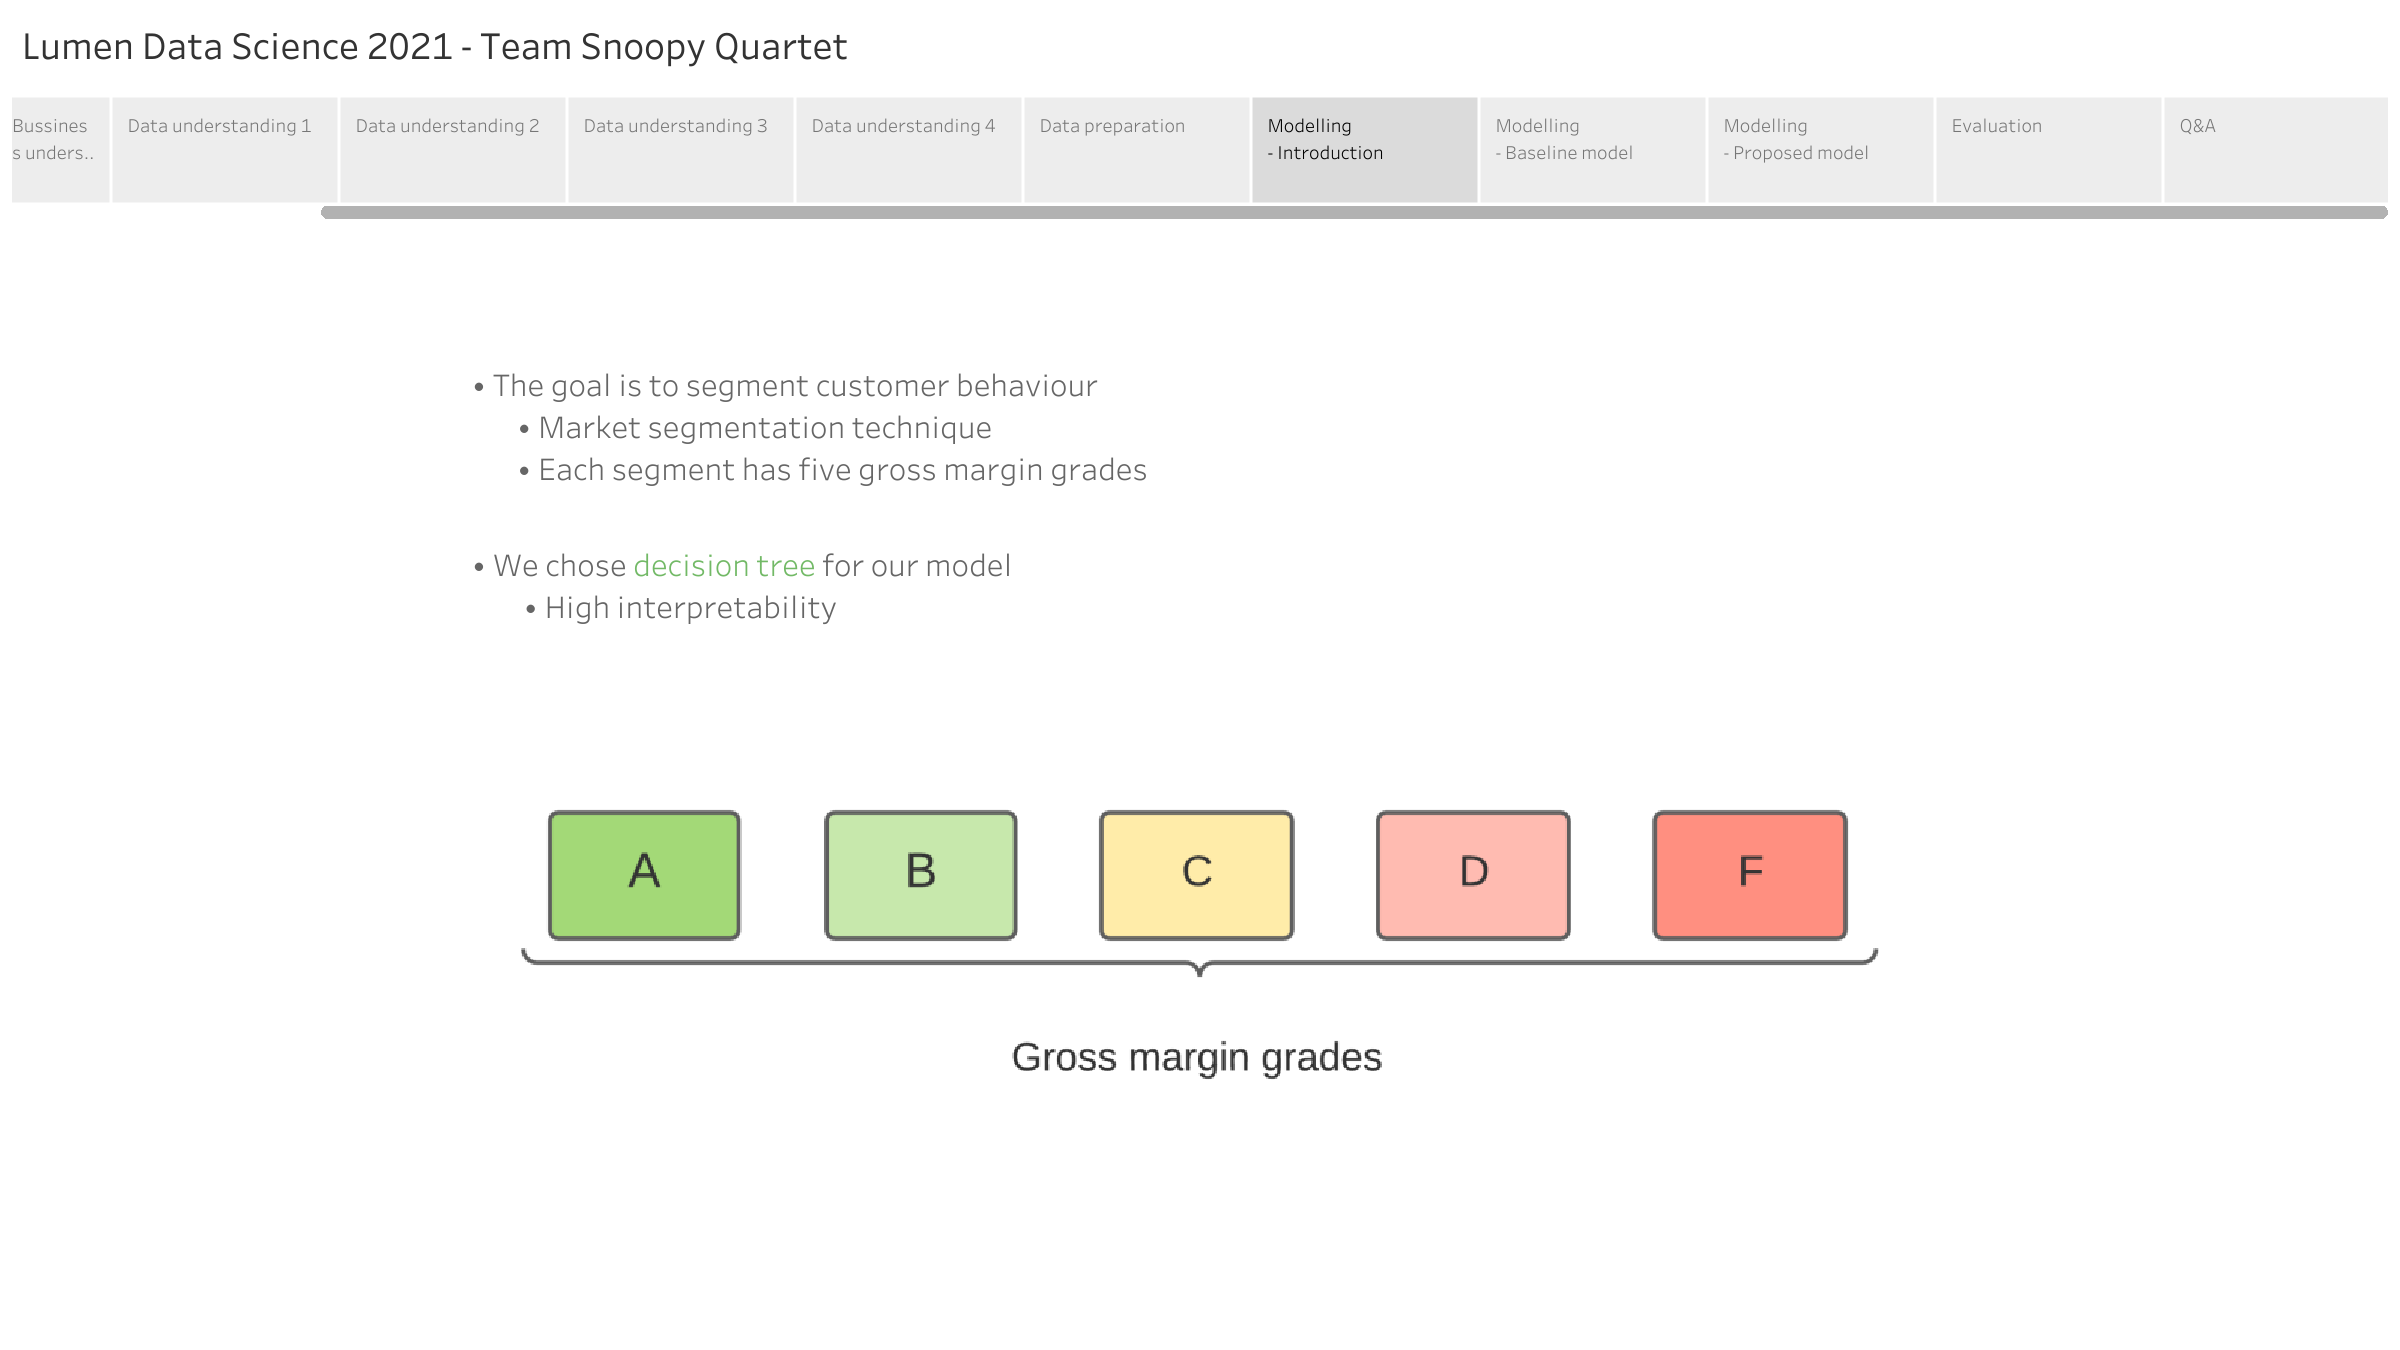 Lumen Data Science 2021 - Team Snoopy Quartet
Bussines
s unders..
Data understanding 1
Data understanding 2
Data understanding 3
Data understanding 4
Data preparation
Modelling
- Introduction
Modelling
- Baseline model
Modelling
- Proposed model
Evaluation
Q&A
• The goal is to segment customer behaviour
• Market segmentation technique
• Each segment has five gross margin grades
• We chose decision tree for our model
• High interpretability
A
B
C
D
F
Gross margin grades